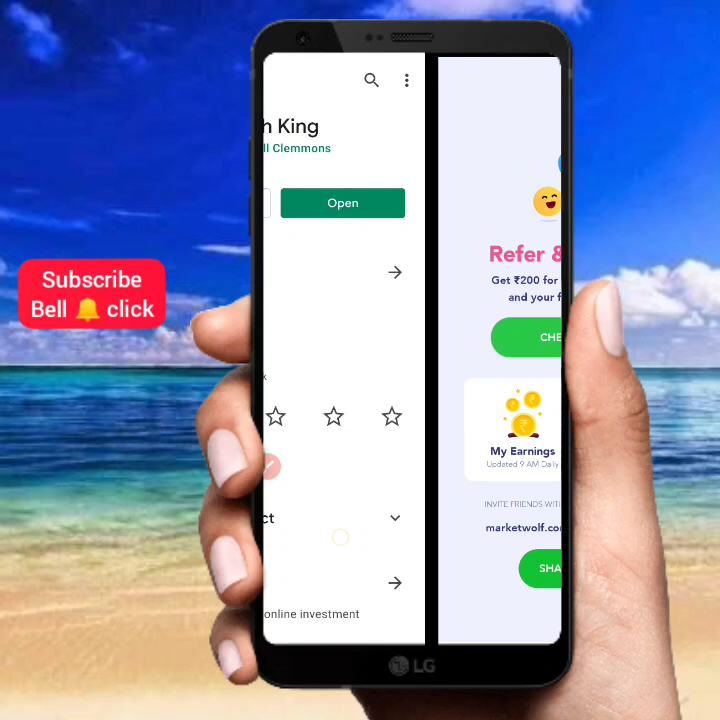 h King
ll Clemmons
Open
Subscribe
Bell 🔔 click
k
ct
online investment
Refer &
Get ₹200 for
and your f
CHE
My Earnings
Updated 9 AM Daily
INVITE FRIENDS WITH
marketwolf.co
SHA
LG